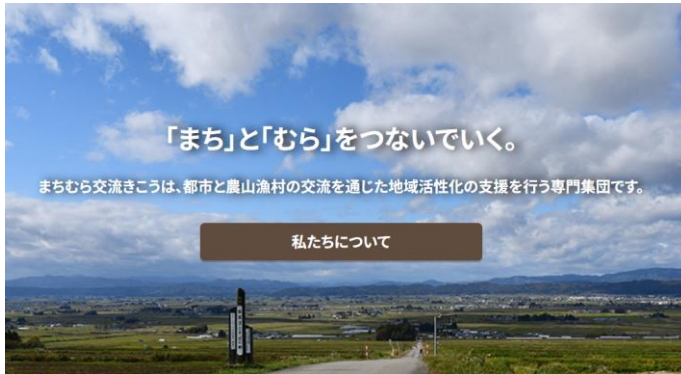 「まち」と「むら」をつないでいく。
まちむら交流きこうは、都市と農山漁村の交流を通じた地域活性化の支援を行う専門集団です。
私たちについて